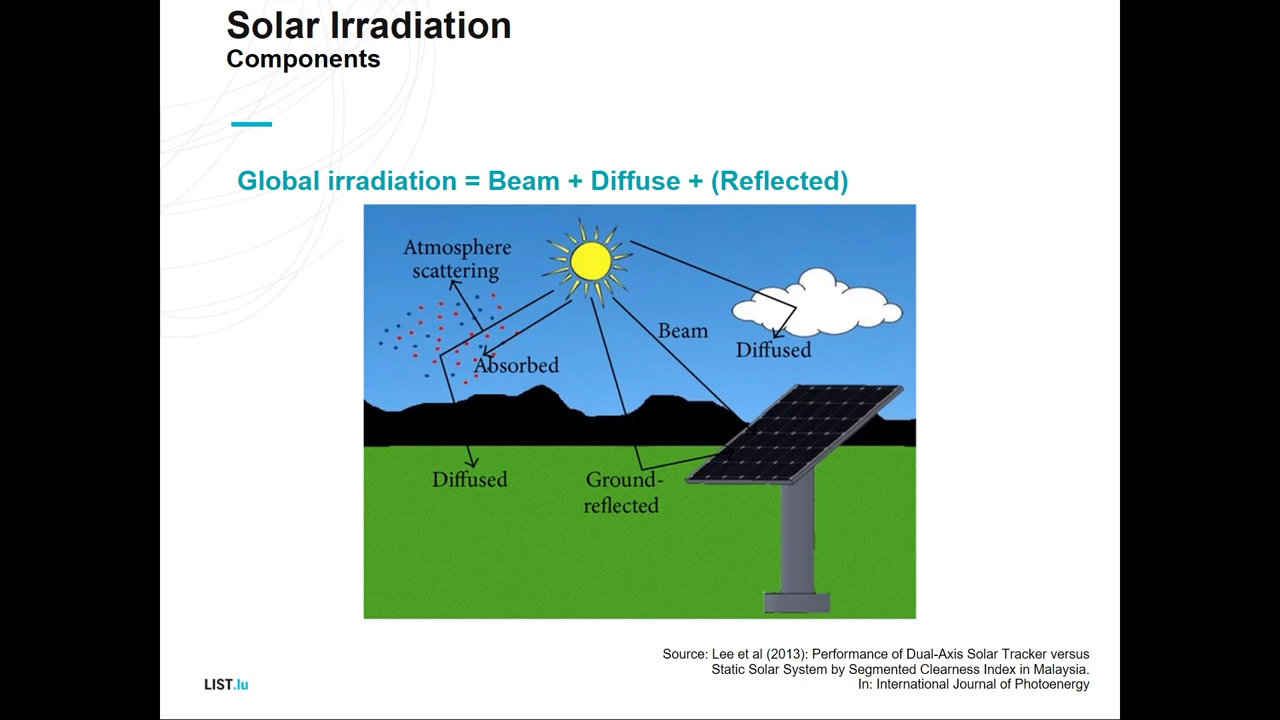 Solar Irradiation
Components
Global irradiation = Beam + Diffuse + (Reflected)
Atmosphere
scattering
Beam
Diffused
Absorbed
Diffused
Ground-
reflected
Source: Lee et al (2013): Performance of Dual-Axis Solar Tracker versus
Static Solar System by Segmented Clearness Index in Malaysia.
In: International Journal of Photoenergy
LIST.lu